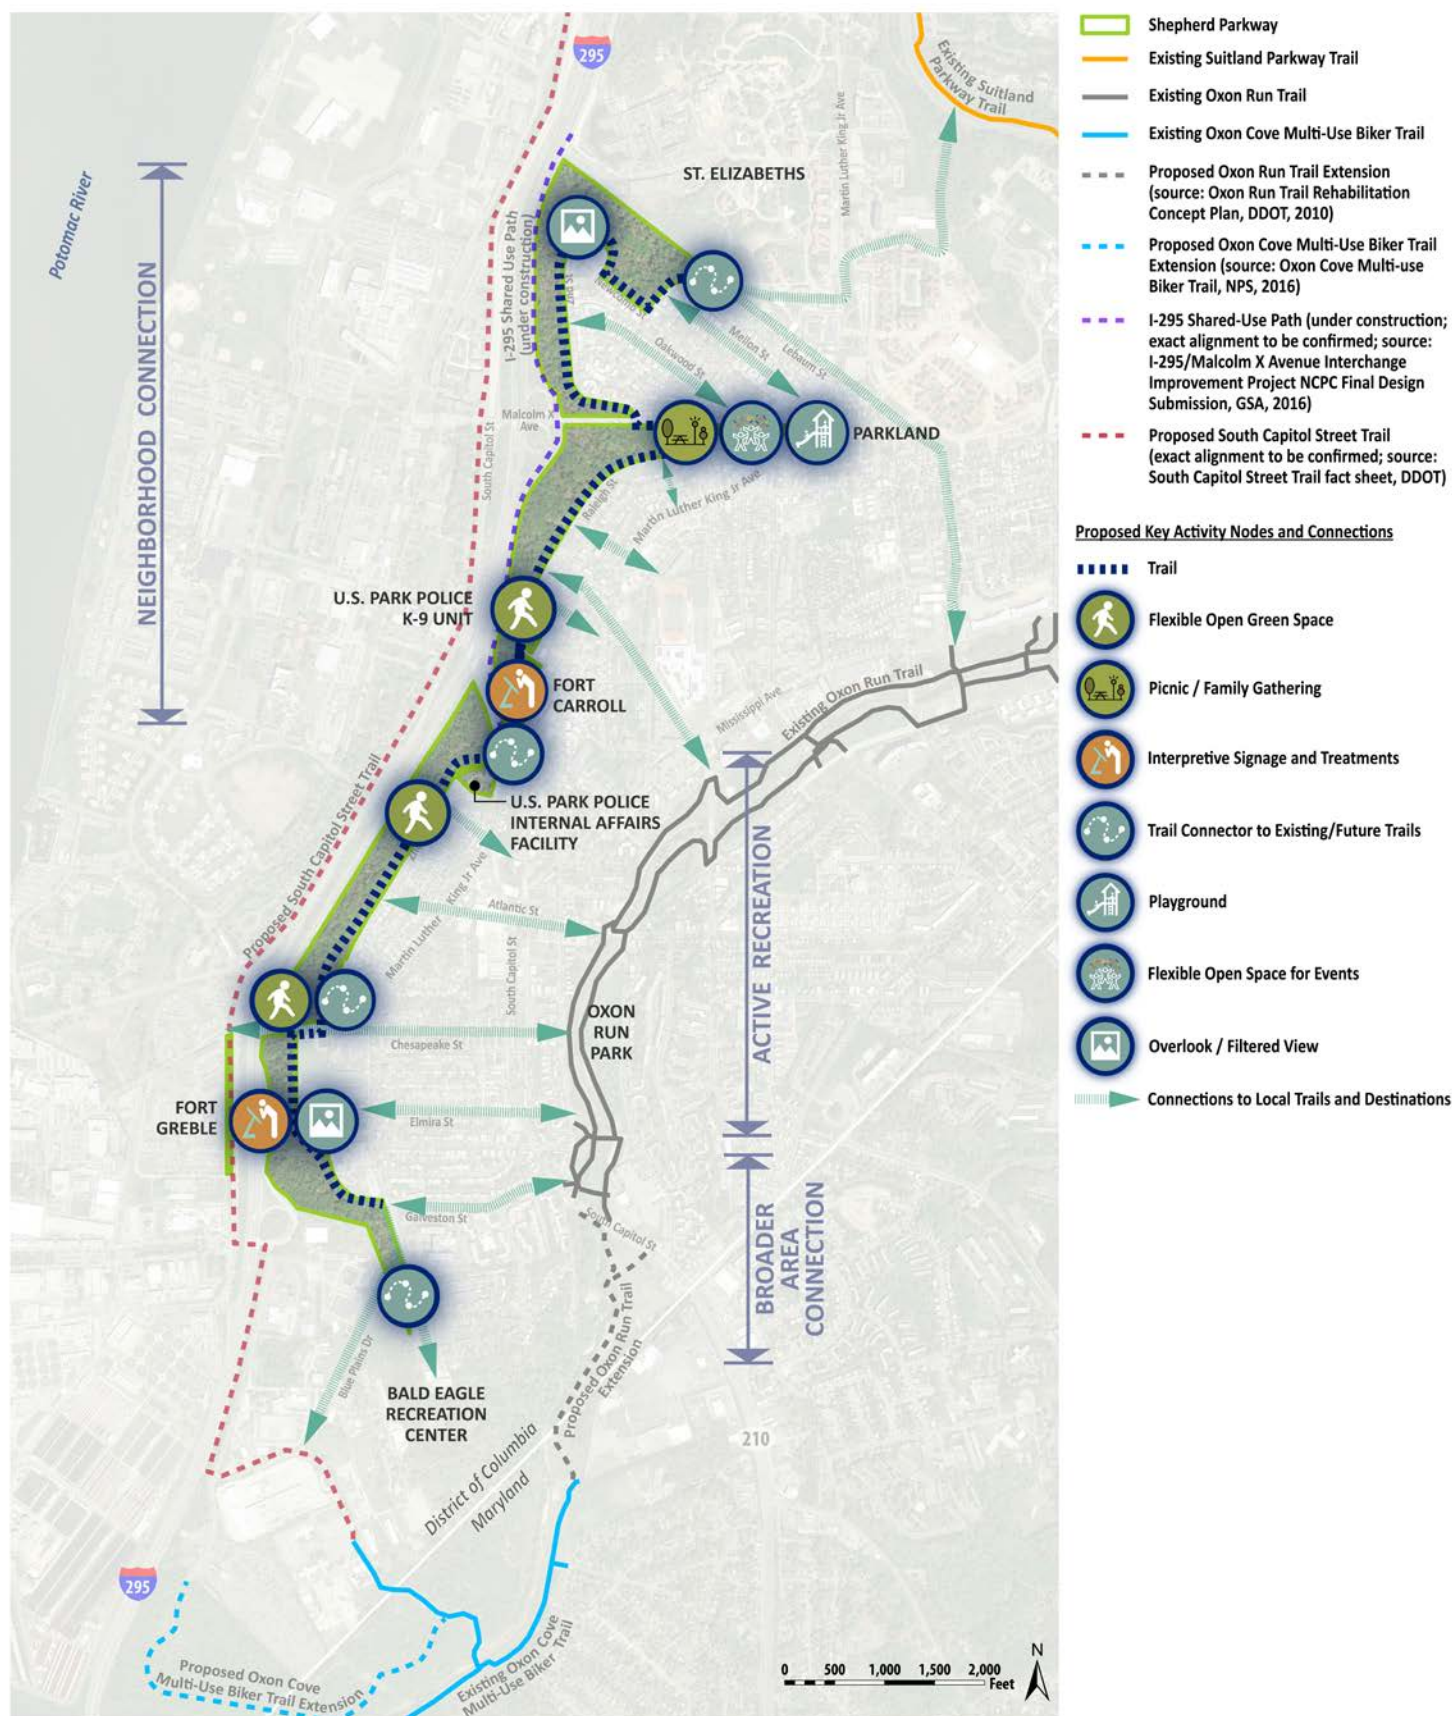 295
Existing Suitland
Parkway Trail
Martin Luther King Jr Ave
Potomac River
ST. ELIZABETHS
NEIGHBORHOOD CONNECTION
I-295 Shared Use Path
(under construction)
2nd St
Newcomb St
Mellon St
Lebaum St
Oakwood St
Malcolm X
Ave
PARKLAND
South Capitol St
Raleigh St
Martin Luther King Jr Ave
U.S. PARK POLICE
K-9 UNIT
FORT
CARROLL
Mississippi Ave
Existing Oxon Run Trail
U.S. PARK POLICE
INTERNAL AFFAIRS
FACILITY
Proposed South Capitol Street Trail
Martin Luther King Jr Ave
Atlantic St
South Capitol St
ACTIVE RECREATION
OXON
RUN
PARK
Chesapeake St
FORT
GREBLE
Elmira St
Galveston St
South Capitol St
BROADER
AREA
CONNECTION
Proposed Oxon Run Trail
Extension
Blue Plains Dr
BALD EAGLE
RECREATION
CENTER
210
District of Columbia
Maryland
295
Proposed Oxon Cove
Multi-Use Biker Trail Extension
Existing Oxon Cove
Multi-Use Biker Trail
0 500 1,000 1,500 2,000
Feet
N
Shepherd Parkway
Existing Suitland Parkway Trail
Existing Oxon Run Trail
Existing Oxon Cove Multi-Use Biker Trail
Proposed Oxon Run Trail Extension
(source: Oxon Run Trail Rehabilitation
Concept Plan, DDOT, 2010)
Proposed Oxon Cove Multi-Use Biker Trail
Extension (source: Oxon Cove Multi-use
Biker Trail, NPS, 2016)
I-295 Shared-Use Path (under construction;
exact alignment to be confirmed; source:
I-295/Malcolm X Avenue Interchange
Improvement Project NCPC Final Design
Submission, GSA, 2016)
Proposed South Capitol Street Trail
(exact alignment to be confirmed; source:
South Capitol Street Trail fact sheet, DDOT)
Proposed Key Activity Nodes and Connections
Trail
Flexible Open Green Space
Picnic / Family Gathering
Interpretive Signage and Treatments
Trail Connector to Existing/Future Trails
Playground
Flexible Open Space for Events
Overlook / Filtered View
Connections to Local Trails and Destinations